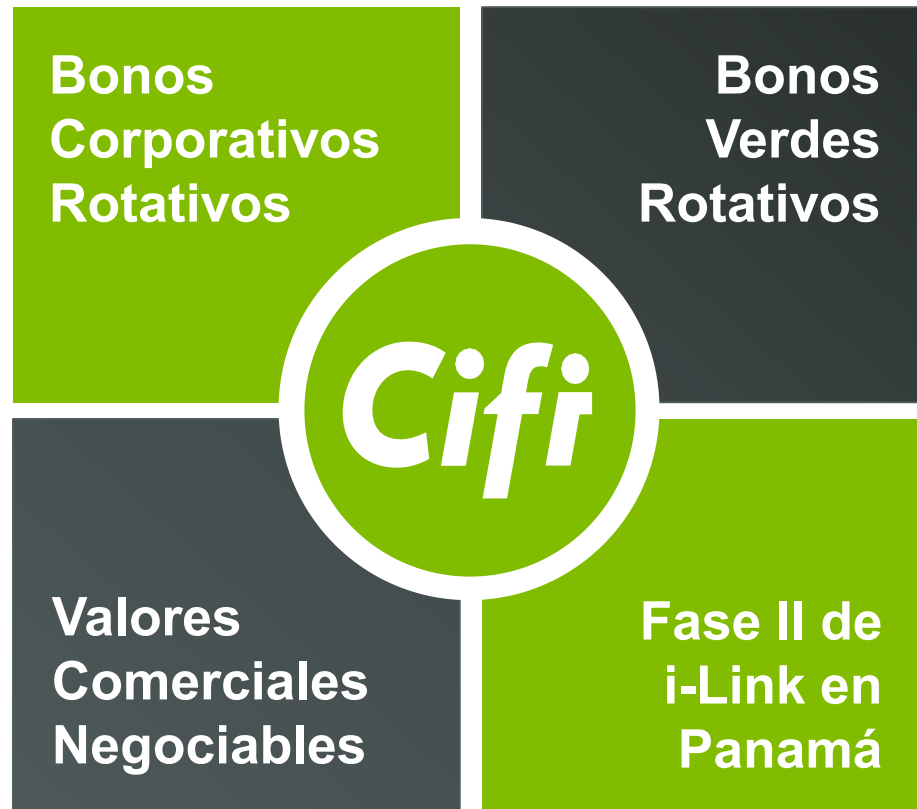 Bonos
Corporativos
Rotativos
Bonos
Verdes
Rotativos
Cifi
Valores
Comerciales
Negociables
Fase II de
i-Link en
Panamá